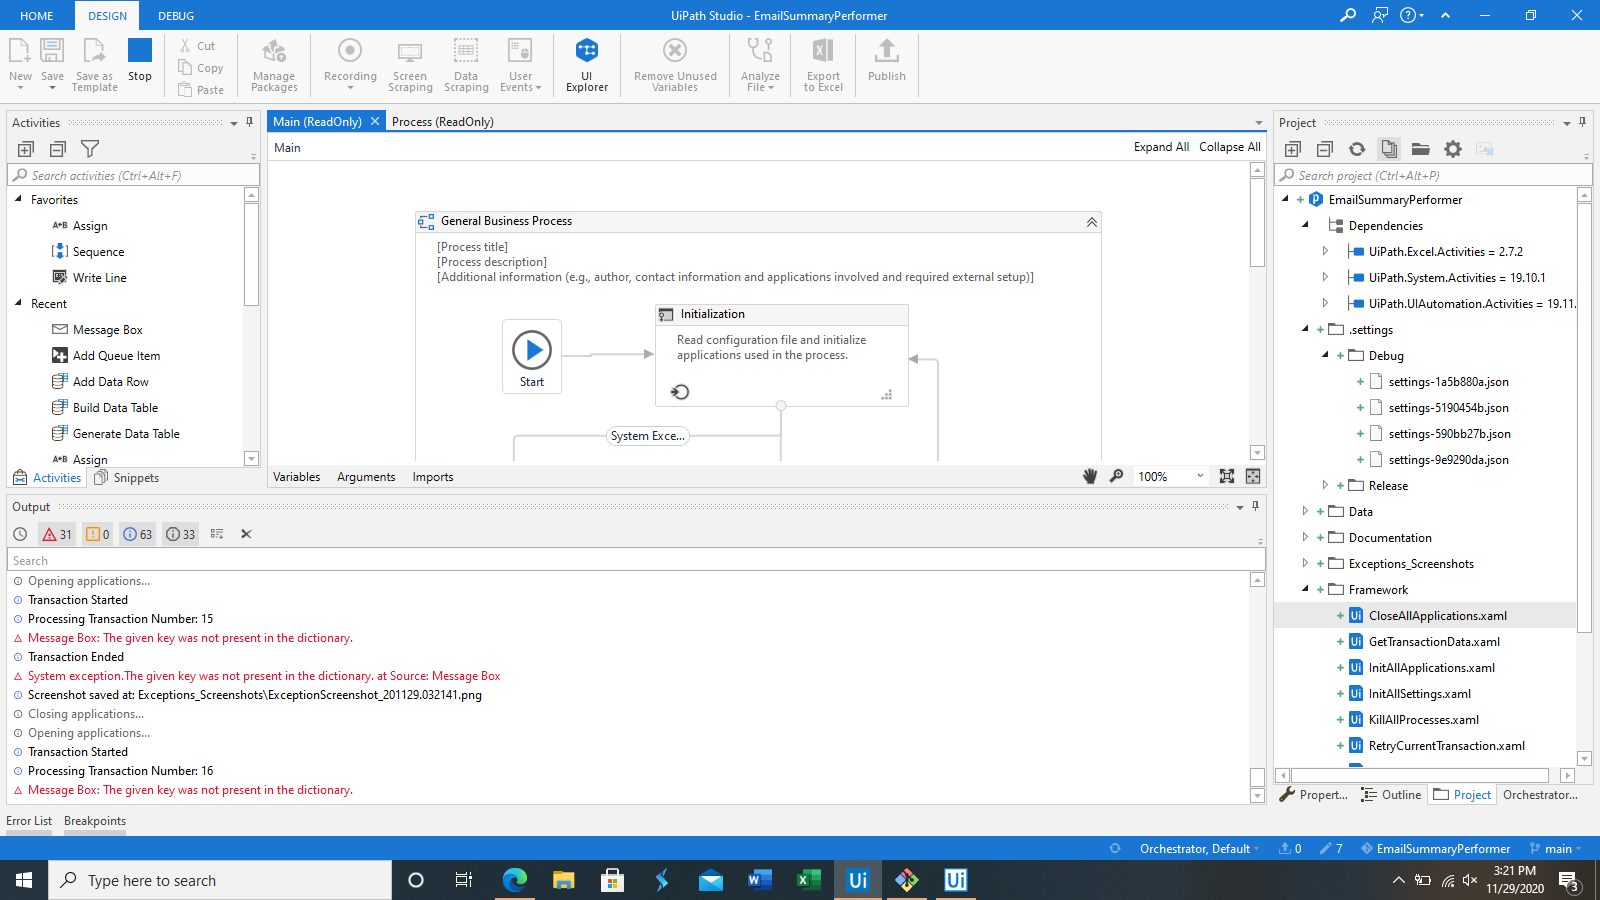 HOME
DESIGN
DEBUG
UiPath Studio - EmailSummaryPerformer
New
Save
Save as Template
Stop
Cut
Copy
Paste
Manage Packages
Recording
Screen Scraping
Data Scraping
User Events
UI Explorer
Remove Unused Variables
Analyze File
Export to Excel
Publish
Activities
Search activities (Ctrl+Alt+F)
Favorites
Assign
Sequence
Write Line
Recent
Message Box
Add Queue Item
Add Data Row
Build Data Table
Generate Data Table
Assign
Activities
Snippets
Main (ReadOnly)
Process (ReadOnly)
Main
Expand All
Collapse All
General Business Process
[Process title]
[Process description]
[Additional information (e.g., author, contact information and applications involved and required external setup)]
Start
Initialization
Read configuration file and initialize
applications used in the process.
System Exce...
Variables
Arguments
Imports
100%
Output
31
0
63
33
Search
Opening applications...
Transaction Started
Processing Transaction Number: 15
Message Box: The given key was not present in the dictionary.
Transaction Ended
System exception.The given key was not present in the dictionary. at Source: Message Box
Screenshot saved at: Exceptions_Screenshots\ExceptionScreenshot_201129.032141.png
Closing applications...
Opening applications...
Transaction Started
Processing Transaction Number: 16
Message Box: The given key was not present in the dictionary.
Error List
Breakpoints
Project
Search project (Ctrl+Alt+P)
EmailSummaryPerformer
Dependencies
UiPath.Excel.Activities = 2.7.2
UiPath.System.Activities = 19.10.1
UiPath.UIAutomation.Activities = 19.11.
.settings
Debug
settings-1a5b880a.json
settings-5190454b.json
settings-590bb27b.json
settings-9e9290da.json
Release
Data
Documentation
Exceptions_Screenshots
Framework
CloseAllApplications.xaml
GetTransactionData.xaml
InitAllApplications.xaml
InitAllSettings.xaml
KillAllProcesses.xaml
RetryCurrentTransaction.xaml
Propert...
Outline
Project
Orchestrator...
Orchestrator, Default
0
7
EmailSummaryPerformer
main
Type here to search
3:21 PM
11/29/2020
3